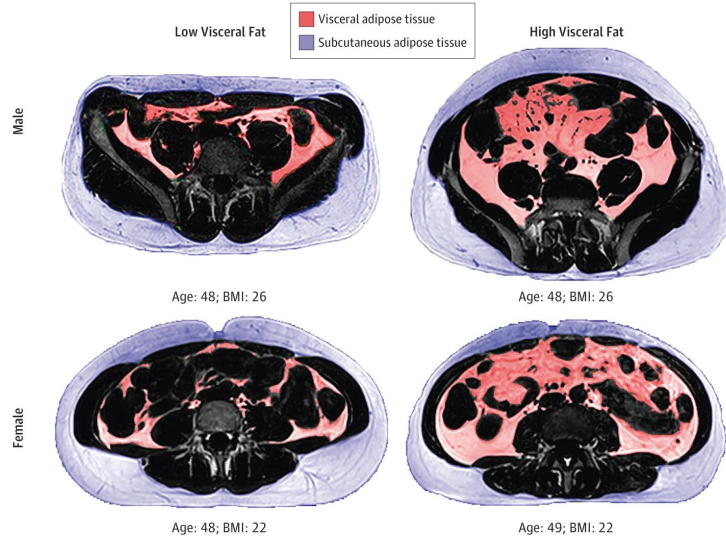 Visceral adipose tissue
Subcutaneous adipose tissue
Low Visceral Fat
High Visceral Fat
Male
Age: 48; BMI: 26
Age: 48; BMI: 26
Female
Age: 48; BMI: 22
Age: 49; BMI: 22